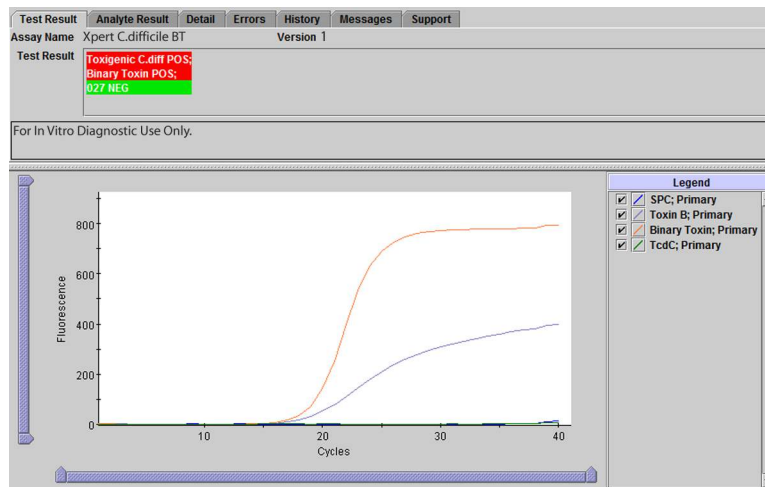 Test Result Analyte Result Detail Errors History Messages Support
Assay Name Xpert C.difficile BT Version 1
Test Result
Toxigenic C.diff POS;
Binary Toxin POS;
027 NEG
For In Vitro Diagnostic Use Only.
Legend
SPC; Primary
Toxin B; Primary
Binary Toxin; Primary
TcdC; Primary
Fluorescence
800
600
400
200
0
10 20 30 40
Cycles